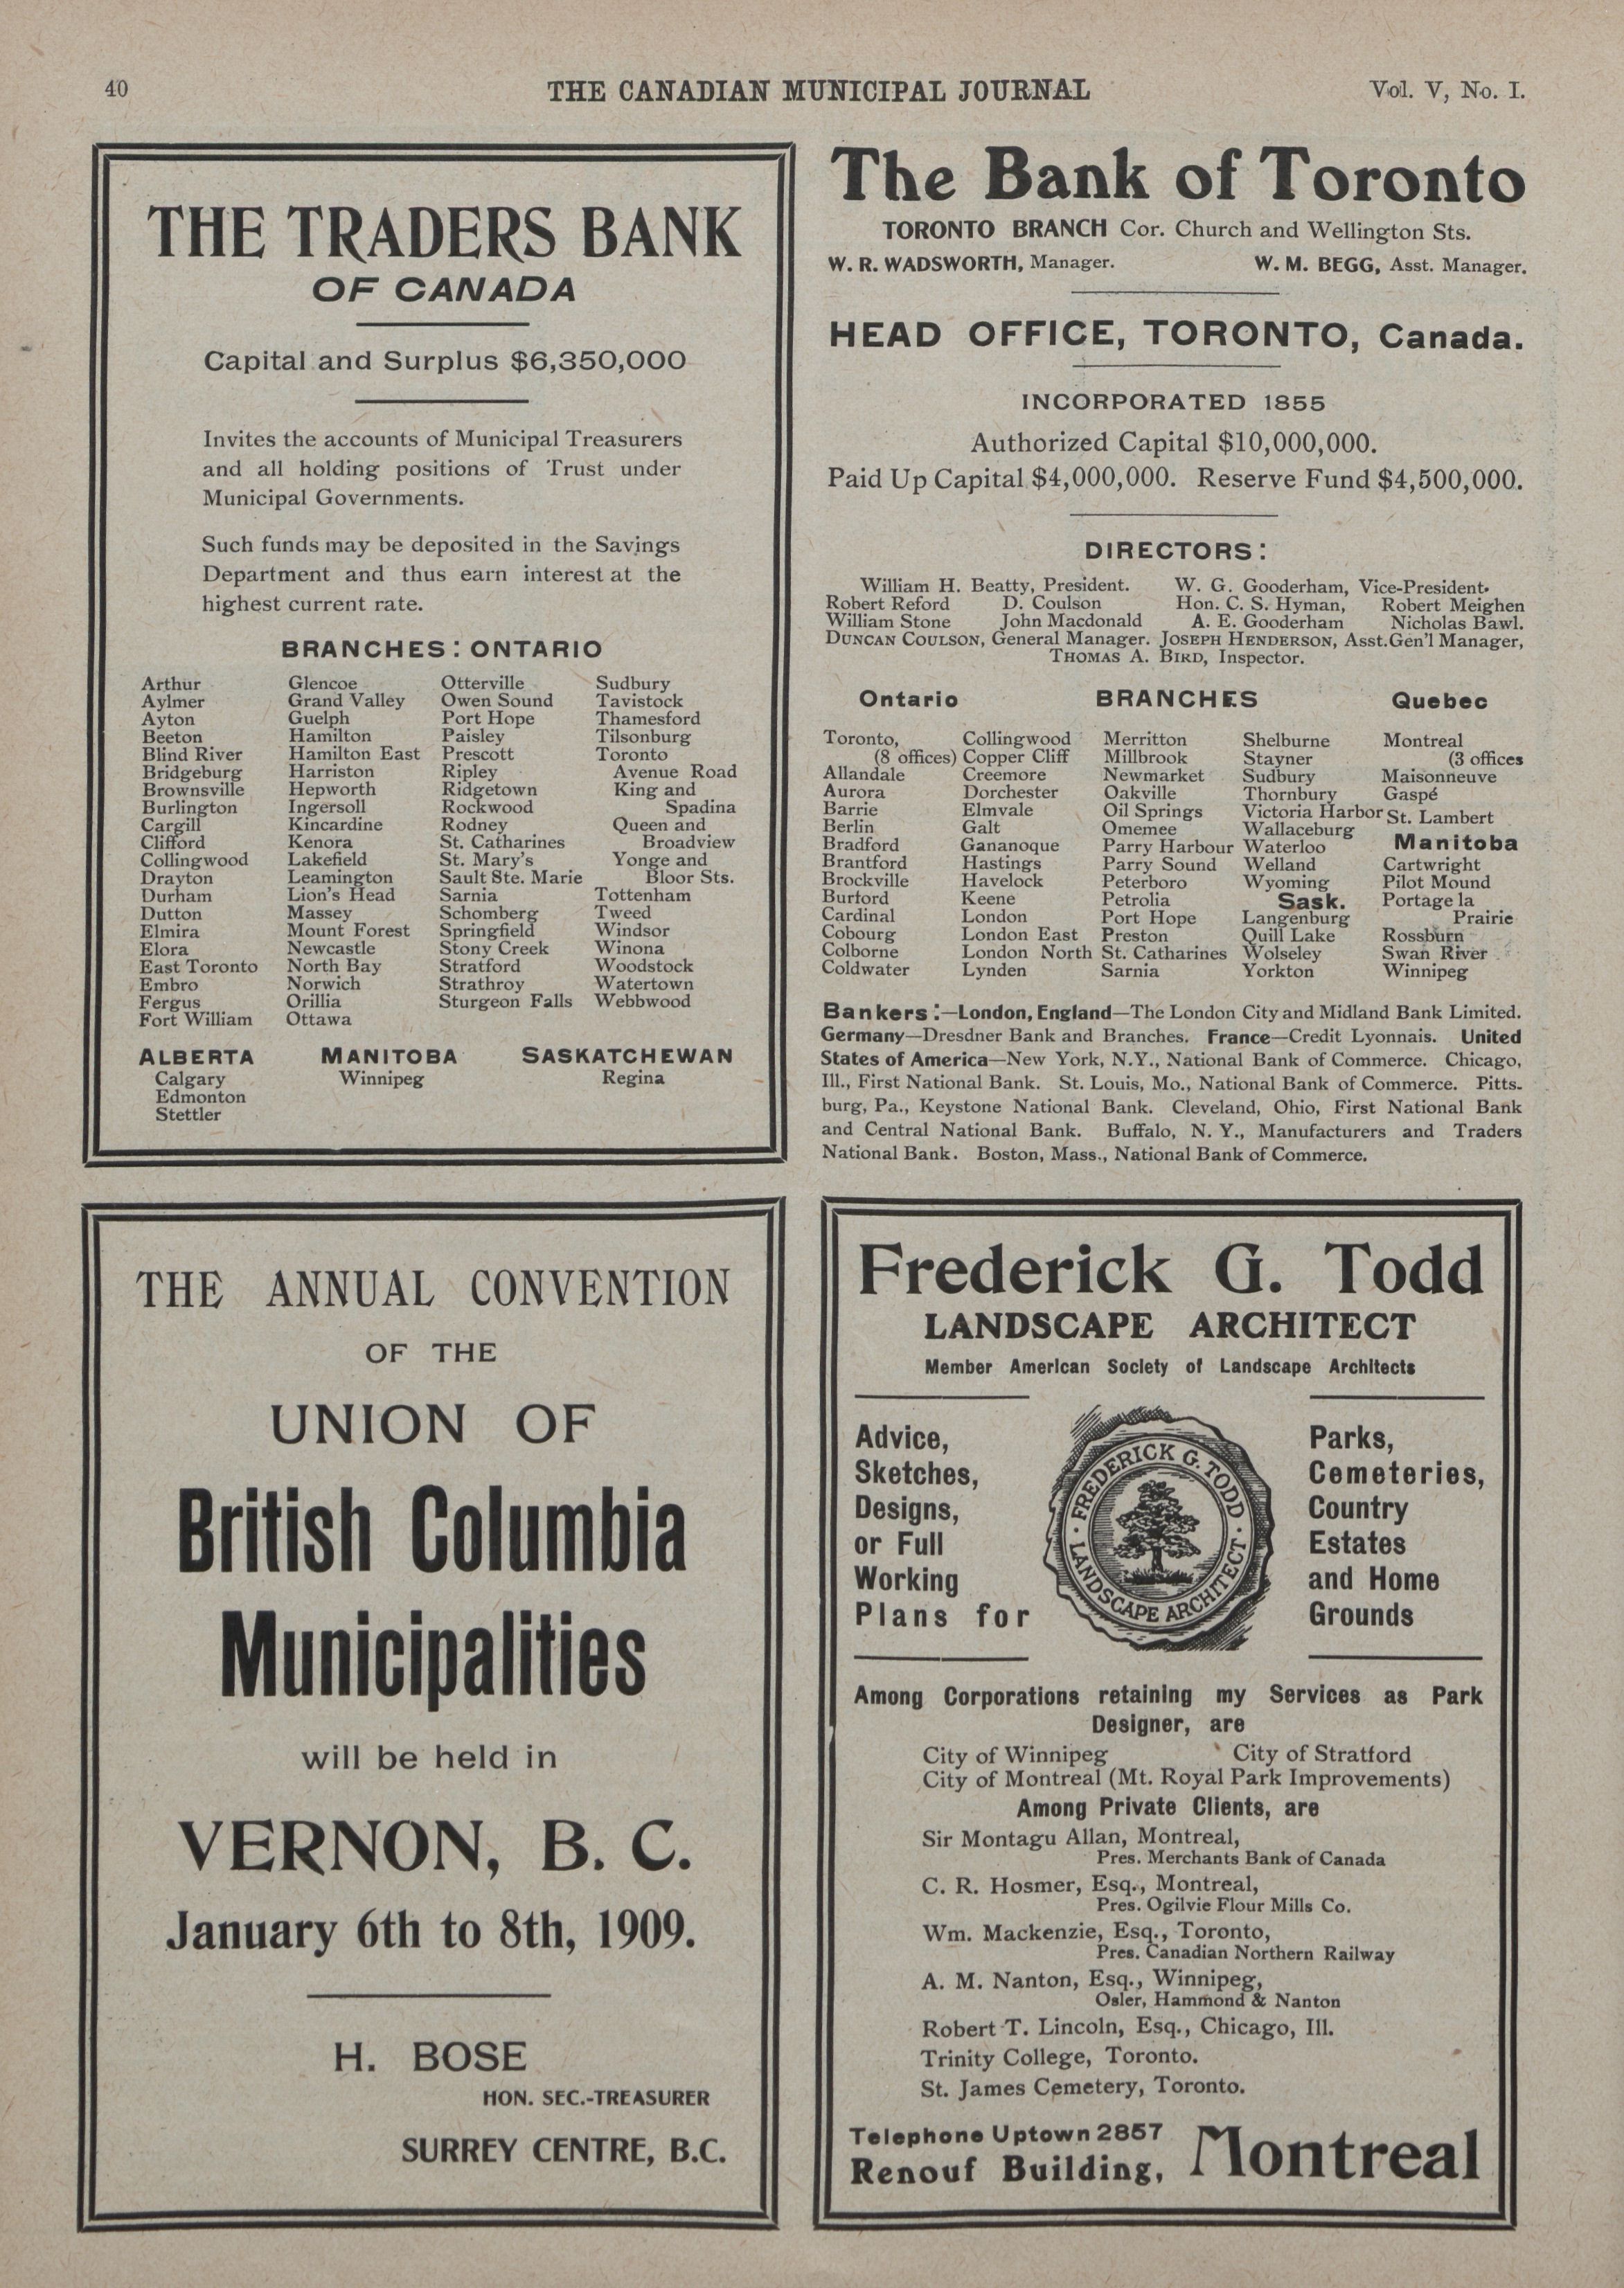 40
THE CANADIAN MUNICIPAL JOURNAL
Vol. V, No. I.
THE TRADERS BANK
OF CANADA
Capital and Surplus $6,350,000
Invites the accounts of Municipal Treasurers
and all holding positions of Trust under
Municipal Governments.
Such funds may be deposited in the Savings
Department and thus earn interest at the
highest current rate.
BRANCHES: ONTARIO
Arthur Glencoe Otterville Sudbury
Aylmer Grand Valley Owen Sound Tavistock
Ayton Guelph Port Hope Thamesford
Beeton Hamilton Paisley Tilsonburg
Blind River Hamilton East Prescott Toronto
Bridgeburg Harriston Ripley Avenue Road
Brownsville Hepworth Ridgetown King and
Burlington Ingersoll Rockwood Spadina
Cargill Kincardine Rodney Queen and
Clifford Kenora St. Catharines Broadview
Collingwood Lakefield St. Mary's Yonge and
Drayton Leamington Sault Ste. Marie Bloor Sts.
Durham Lion's Head Sarnia Tottenham
Dutton Massey Schomberg Tweed
Elmira Mount Forest Springfield Windsor
Elora Newcastle Stony Creek Winona
East Toronto North Bay Stratford Woodstock
Embro Norwich Strathroy Watertown
Fergus Orillia Sturgeon Falls Webbwood
Fort William Ottawa
ALBERTA MANITOBA SASKATCHEWAN
Calgary Winnipeg Regina
Edmonton
Stettler
The Bank of Toronto
TORONTO BRANCH Cor. Church and Wellington Sts.
W. R. WADSWORTH, Manager. W. M. BEGG, Asst. Manager.
HEAD OFFICE, TORONTO, Canada.
INCORPORATED 1855
Authorized Capital $10,000,000.
Paid Up Capital $4,000,000. Reserve Fund $4,500,000.
DIRECTORS:
William H. Beatty, President. W. G. Gooderham, Vice-President.
Robert Reford D. Coulson Hon. C. S. Hyman, Robert Meighen
William Stone John Macdonald A. E. Gooderham Nicholas Bawl.
DUNCAN COULSON, General Manager. JOSEPH HENDERSON, Asst.Gen'l Manager,
THOMAS A. BIRD, Inspector.
Ontario BRANCHES Quebec
Toronto, Collingwood Merritton Shelburne Montreal
(8 offices) Copper Cliff Millbrook Stayner (3 offices
Allandale Creemore Newmarket Sudbury Maisonneuve
Aurora Dorchester Oakville Thornbury Gaspé
Barrie Elmvale Oil Springs Victoria Harbor St. Lambert
Berlin Galt Omemee Wallaceburg
Bradford Gananoque Parry Harbour Waterloo Manitoba
Brantford Hastings Parry Sound Welland Cartwright
Brockville Havelock Peterboro Wyoming Pilot Mound
Burford Keene Petrolia Sask. Portage la
Cardinal London Port Hope Langenburg Prairie
Cobourg London East Preston Quill Lake Rossburn
Colborne London North St. Catharines Wolseley Swan River
Coldwater Lynden Sarnia Yorkton Winnipeg
Bankers:—London, England—The London City and Midland Bank Limited.
Germany—Dresdner Bank and Branches. France—Credit Lyonnais. United
States of America—New York, N.Y., National Bank of Commerce. Chicago,
Ill., First National Bank. St. Louis, Mo., National Bank of Commerce. Pitts-
burg, Pa., Keystone National Bank. Cleveland, Ohio, First National Bank
and Central National Bank. Buffalo, N. Y., Manufacturers and Traders
National Bank. Boston, Mass., National Bank of Commerce.
THE ANNUAL CONVENTION
OF THE
UNION OF
British Columbia
Municipalities
will be held in
VERNON, B. C.
January 6th to 8th, 1909.
H. BOSE
HON. SEC.-TREASURER
SURREY CENTRE, B.C.
Frederick G. Todd
LANDSCAPE ARCHITECT
Member American Society of Landscape Architects
Advice,
Sketches,
Designs,
or Full
Working
Plans for
· FREDERICK G. TODD ·
LANDSCAPE ARCHITECT
Parks,
Cemeteries,
Country
Estates
and Home
Grounds
Among Corporations retaining my Services as Park
Designer, are
City of Winnipeg City of Stratford
City of Montreal (Mt. Royal Park Improvements)
Among Private Clients, are
Sir Montagu Allan, Montreal,
Pres. Merchants Bank of Canada
C. R. Hosmer, Esq., Montreal,
Pres. Ogilvie Flour Mills Co.
Wm. Mackenzie, Esq., Toronto,
Pres. Canadian Northern Railway
A. M. Nanton, Esq., Winnipeg,
Osler, Hammond & Nanton
Robert T. Lincoln, Esq., Chicago, Ill.
Trinity College, Toronto.
St. James Cemetery, Toronto.
Telephone Uptown 2857
Renouf Building, Montreal